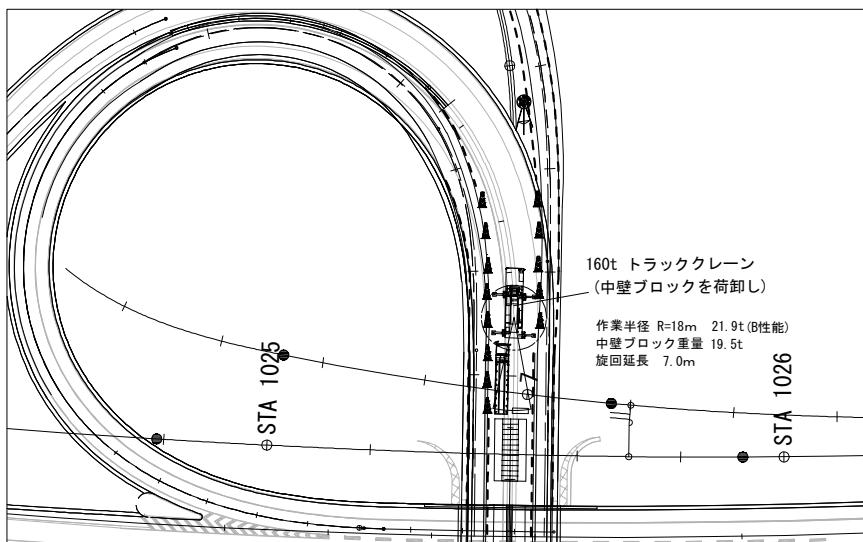 160t トラッククレーン
(中壁ブロックを荷卸し)
作業半径 R=18m 21.9t(B性能)
中壁ブロック重量 19.5t
旋回延長 7.0m
STA 1025
STA 1026
7